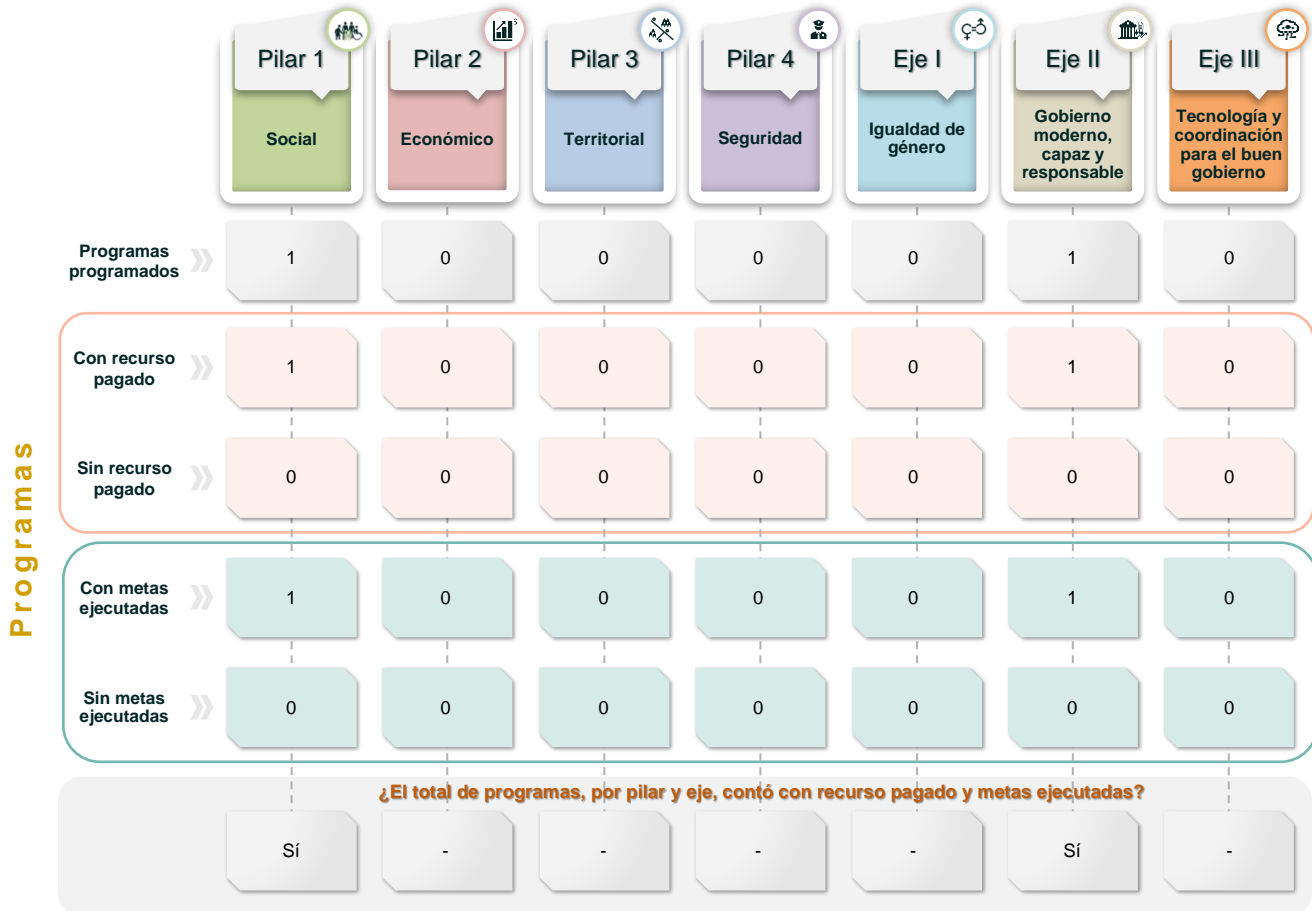 Pilar 1
Pilar 2
Pilar 3
Pilar 4
Eje I
Eje II
Eje III
Social
Económico
Territorial
Seguridad
Igualdad de
género
Gobierno
moderno,
capaz y
responsable
Tecnología y
coordinación
para el buen
gobierno
Programas
Programas
programados
1 0 0 0 0 1 0
Con recurso
pagado
1 0 0 0 0 1 0
Sin recurso
pagado
0 0 0 0 0 0 0
Con metas
ejecutadas
1 0 0 0 0 1 0
Sin metas
ejecutadas
0 0 0 0 0 0 0
¿El total de programas, por pilar y eje, contó con recurso pagado y metas ejecutadas?
Sí - - - - Sí -